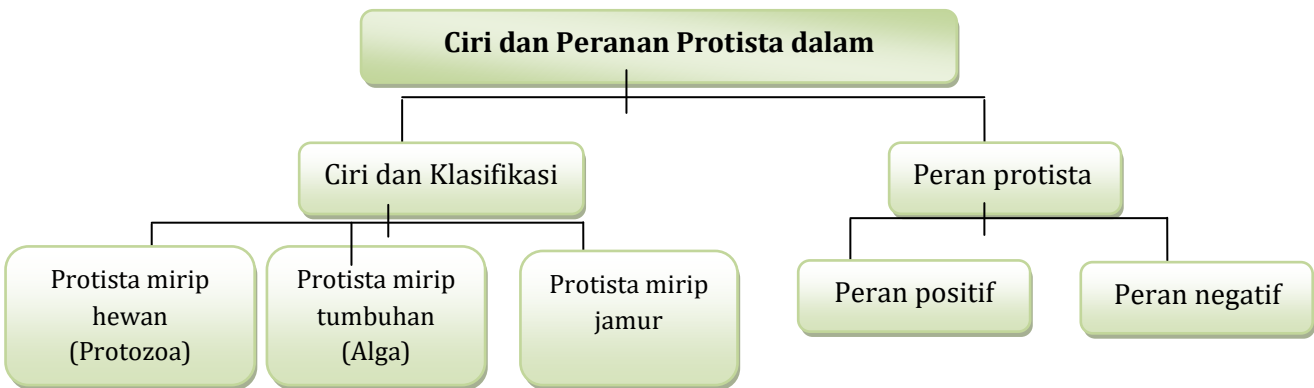 Ciri dan Peranan Protista dalam
Ciri dan Klasifikasi
Peran protista
Protista mirip
hewan
(Protozoa)
Protista mirip
tumbuhan
(Alga)
Protista mirip
jamur
Peran positif
Peran negatif